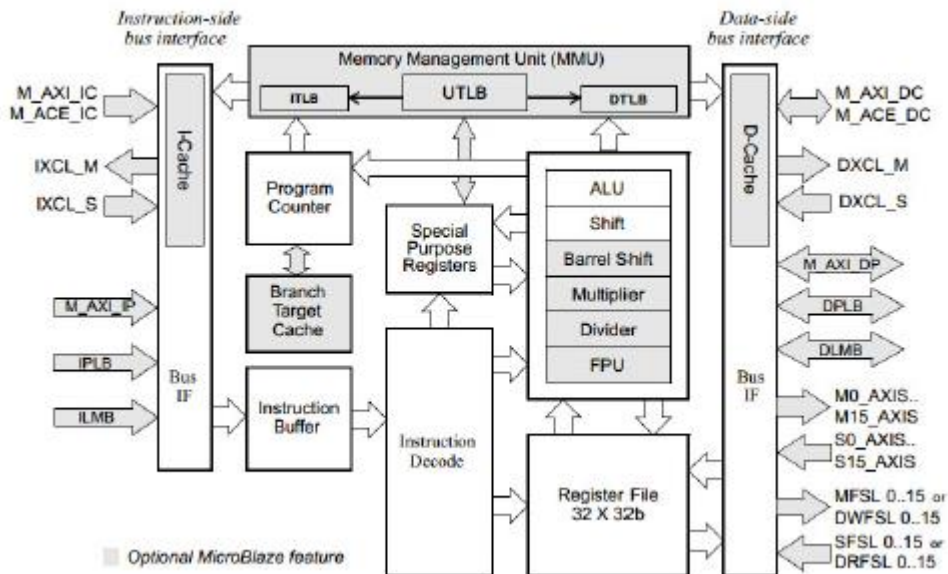 Instruction-side
bus interface
Data-side
bus interface
Memory Management Unit (MMU)
ITLB
UTLB
DTLB
M_AXI_IC
M_ACE_IC
IXCL_M
IXCL_S
I-Cache
M_AXI_IP
IPLB
ILMB
Bus
IF
Program
Counter
Branch
Target
Cache
Instruction
Buffer
Special
Purpose
Registers
Instruction
Decode
ALU
Shift
Barrel Shift
Multiplier
Divider
FPU
Register File
32 X 32b
D-Cache
Bus
IF
M_AXI_DC
M_ACE_DC
DXCL_M
DXCL_S
M_AXI_DP
DPLB
DLMB
M0_AXIS..
M15_AXIS
S0_AXIS..
S15_AXIS
MFSL 0..15 or
DWFSL 0..15
SFSL 0..15 or
DRFSL 0..15
Optional MicroBlaze feature